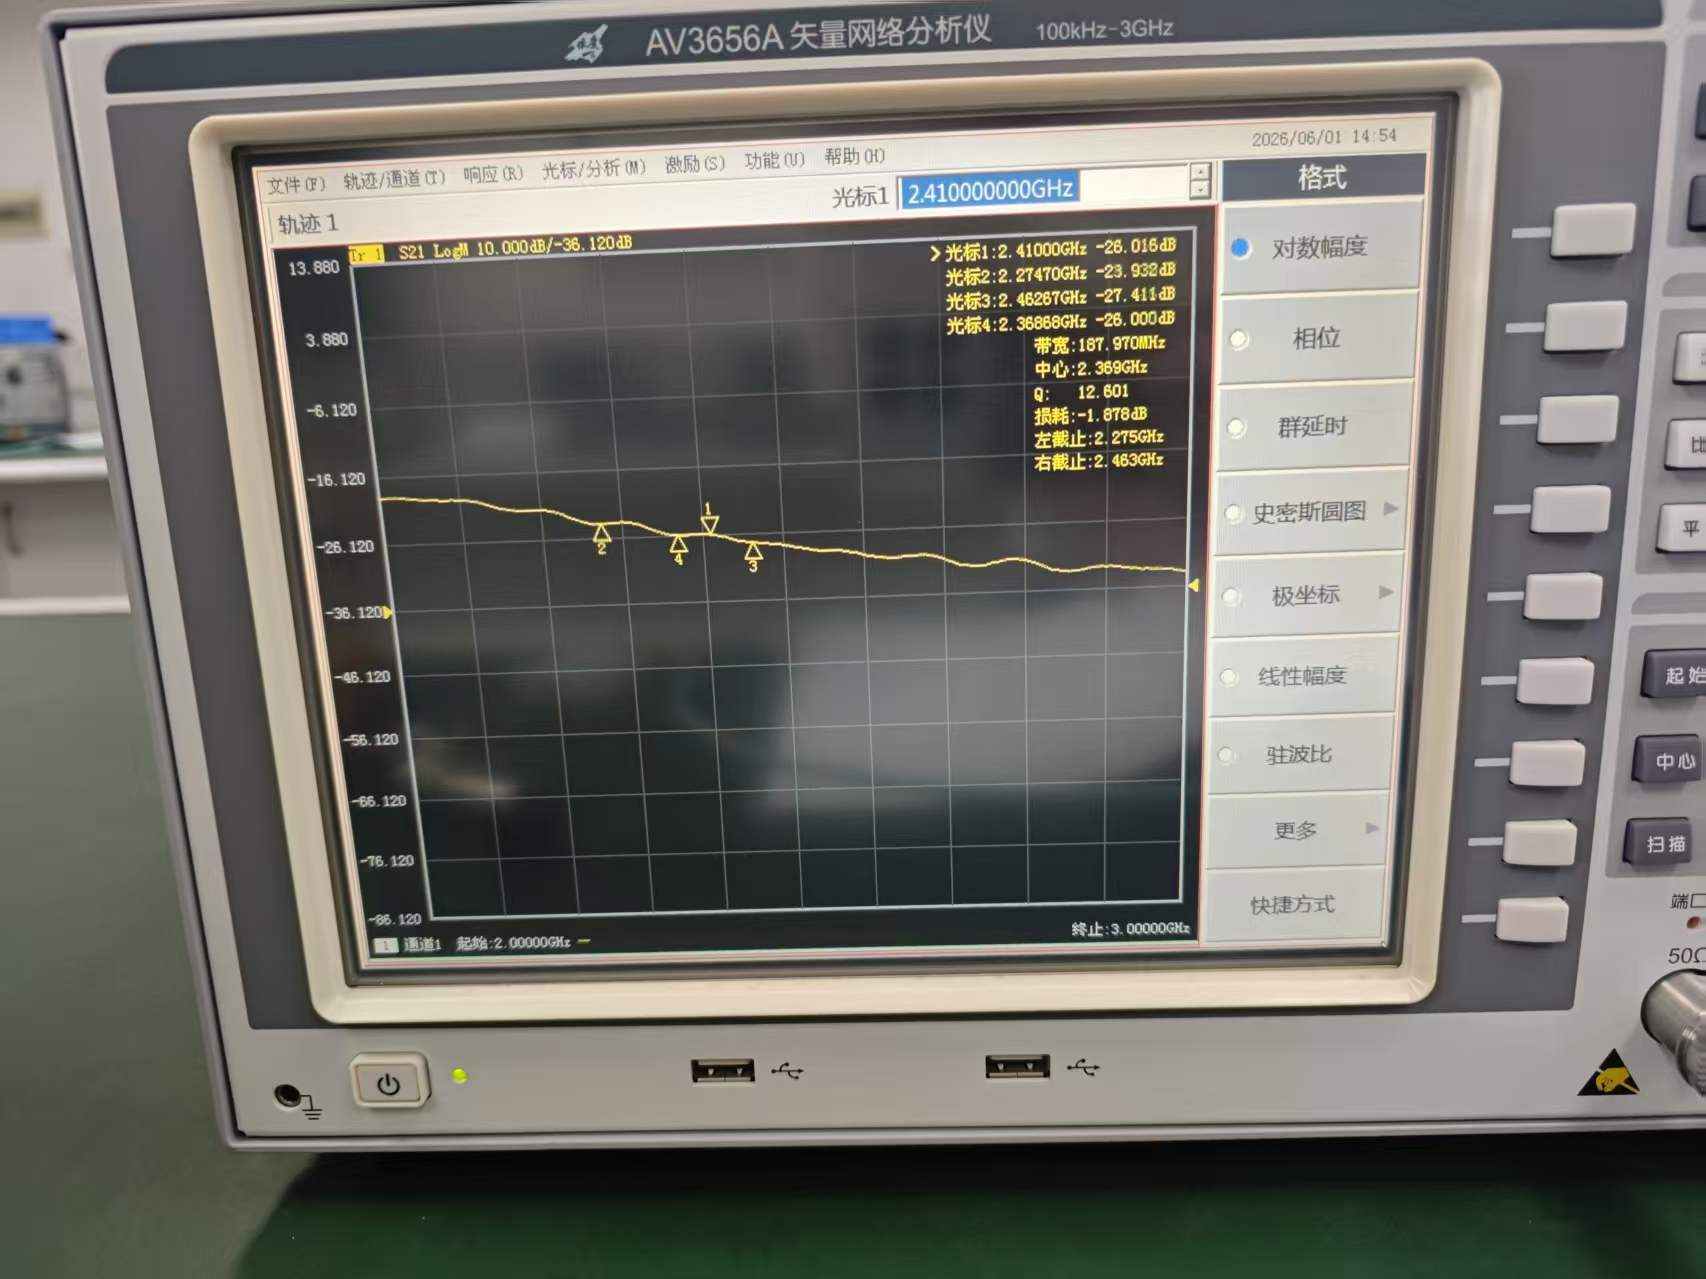 AV3656A 矢量网络分析仪 100kHz-3GHz
2026/06/01 14:54
文件(F) 轨迹/通道(T) 响应(R) 光标/分析(M) 激励(S) 功能(U) 帮助(H)
光标1 2.410000000GHz
轨迹 1
格式
Tr 1 S21 LogM 10.000dB/-36.120dB
13.880
3.880
-6.120
-16.120
-26.120
-36.120
-46.120
-56.120
-66.120
-76.120
-86.120
光标1:2.41000GHz -26.016dB
光标2:2.27470GHz -23.932dB
光标3:2.46267GHz -27.411dB
光标4:2.36868GHz -26.000dB
带宽:187.970MHz
中心:2.369GHz
Q: 12.601
损耗:-1.878dB
左截止:2.275GHz
右截止:2.463GHz
1
2
4
3
1 通道1 起始:2.00000GHz
终止:3.00000GHz
对数幅度
相位
群延时
史密斯圆图
极坐标
线性幅度
驻波比
更多
快捷方式
比
平
起始
中心
扫描
50Ω